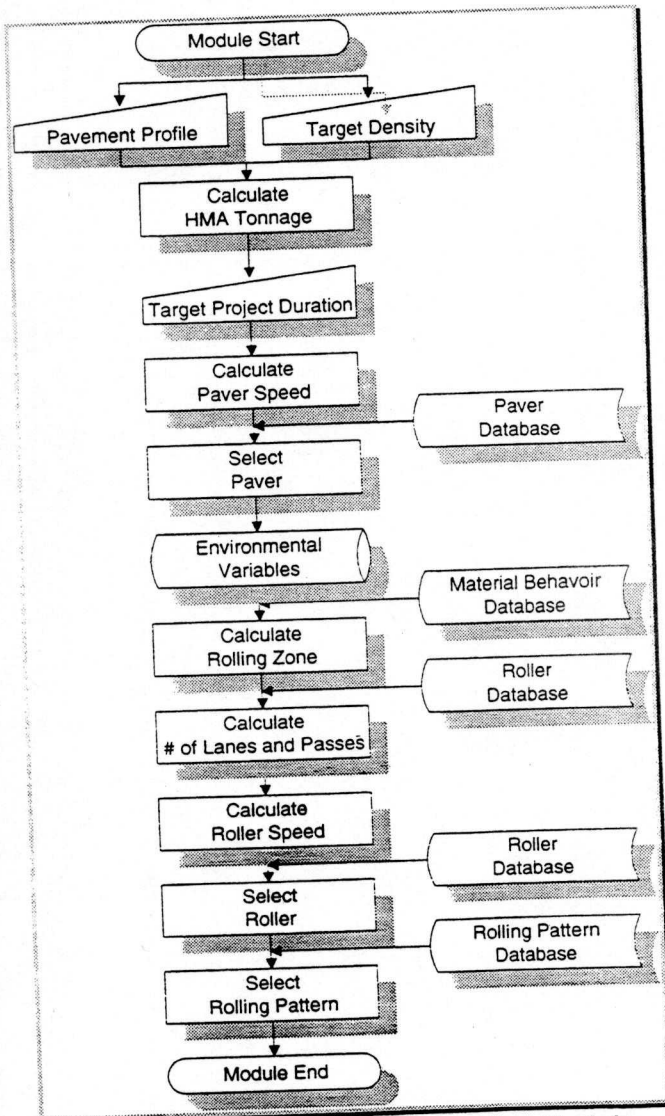 Module Start
Pavement Profile
Target Density
Calculate
HMA Tonnage
Target Project Duration
Calculate
Paver Speed
Paver
Database
Select
Paver
Environmental
Variables
Material Behavoir
Database
Calculate
Rolling Zone
Roller
Database
Calculate
# of Lanes and Passes
Calculate
Roller Speed
Roller
Database
Select
Roller
Rolling Pattern
Database
Select
Rolling Pattern
Module End